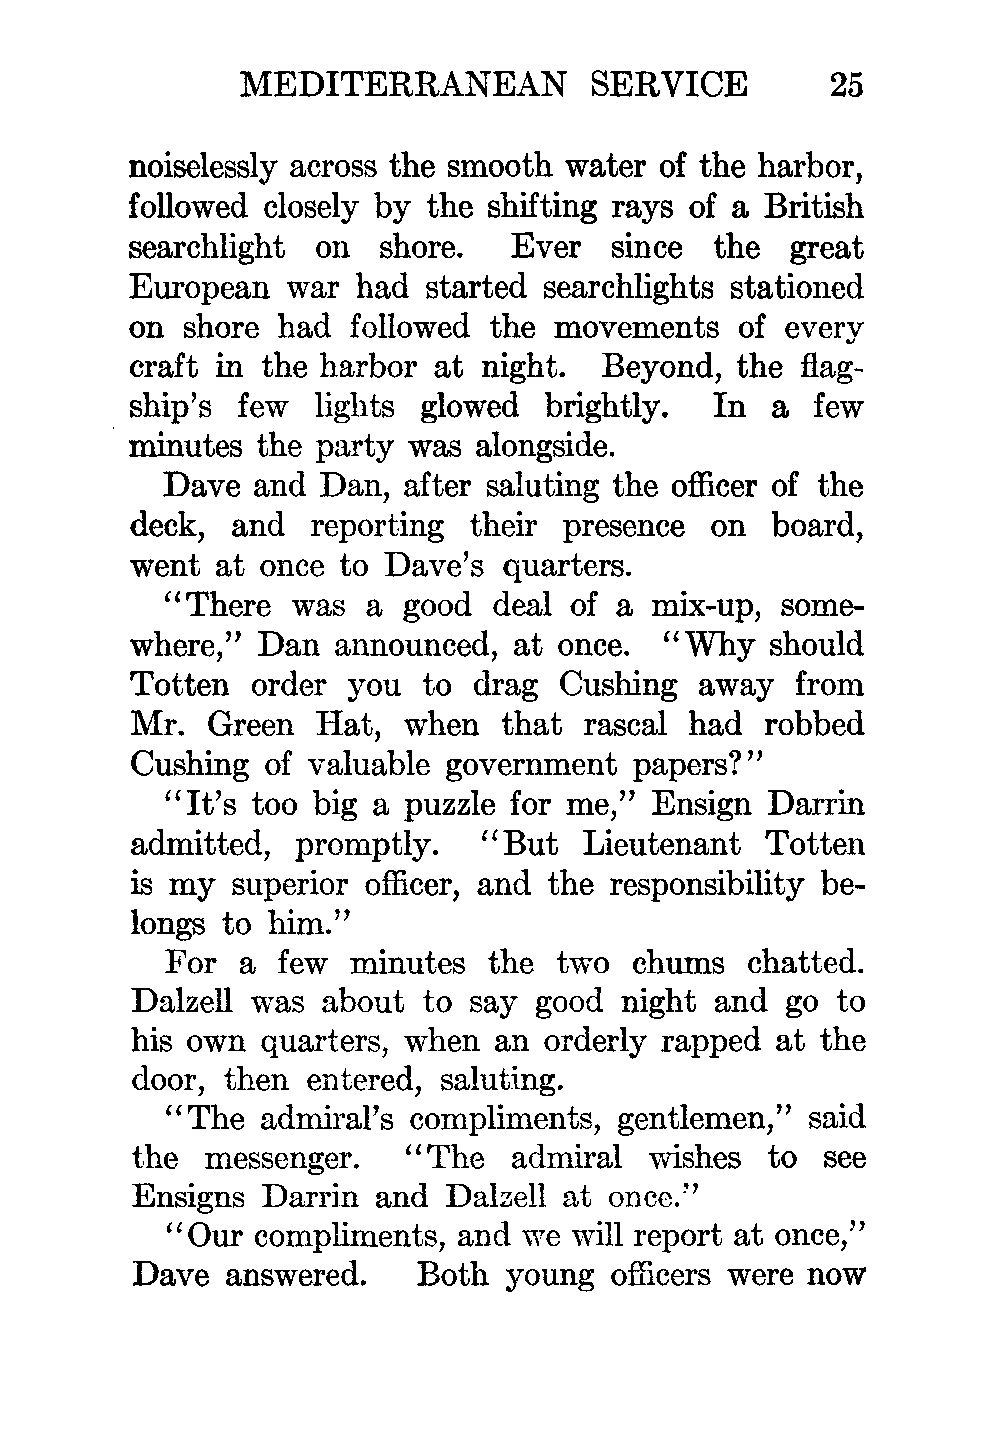 MEDITERRANEAN SERVICE 25
noiselessly across the smooth water of the harbor,
followed closely by the shifting rays of a British
searchlight on shore. Ever since the great
European war had started searchlights stationed
on shore had followed the movements of every
craft in the harbor at night. Beyond, the flag-
ship's few lights glowed brightly. In a few
minutes the party was alongside.
Dave and Dan, after saluting the officer of the
deck, and reporting their presence on board,
went at once to Dave's quarters.
"There was a good deal of a mix-up, some-
where," Dan announced, at once. "Why should
Totten order you to drag Cushing away from
Mr. Green Hat, when that rascal had robbed
Cushing of valuable government papers?"
"It's too big a puzzle for me," Ensign Darrin
admitted, promptly. "But Lieutenant Totten
is my superior officer, and the responsibility be-
longs to him."
For a few minutes the two chums chatted.
Dalzell was about to say good night and go to
his own quarters, when an orderly rapped at the
door, then entered, saluting.
"The admiral's compliments, gentlemen," said
the messenger. "The admiral wishes to see
Ensigns Darrin and Dalzell at once."
"Our compliments, and we will report at once,"
Dave answered. Both young officers were now